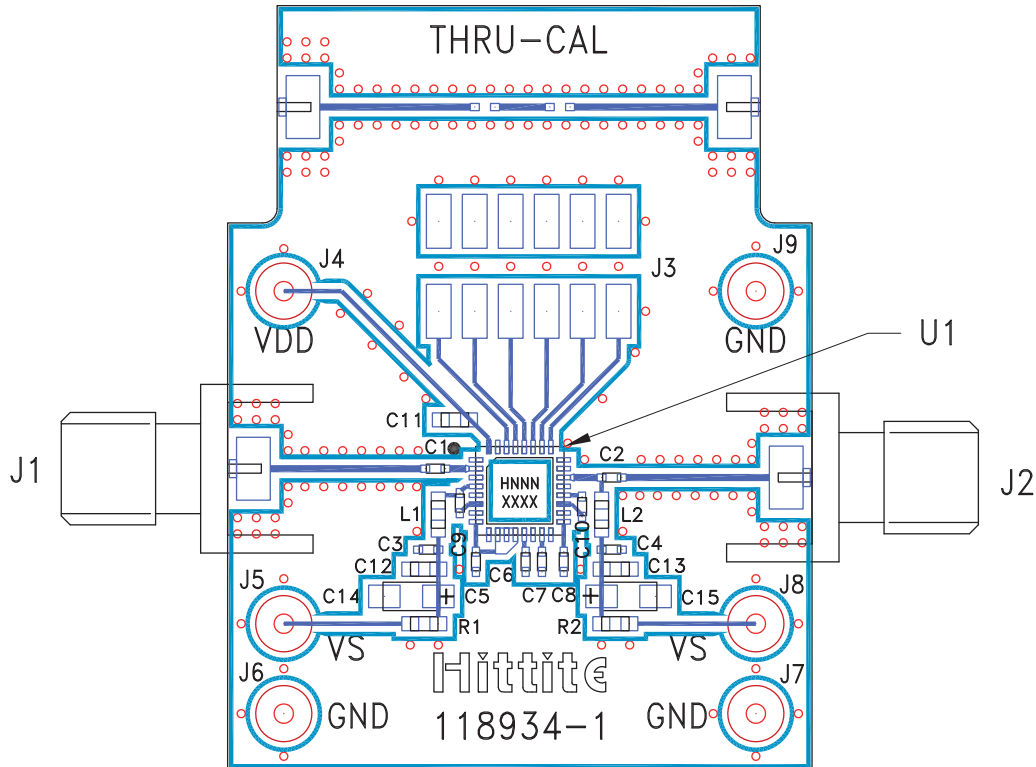 THRU-CAL
J4
J9
J3
VDD
GND
U1
C11
C1
C2
HNNN
XXXX
J1
J2
L1
L2
C3
C9
C10
C4
C12
C6
C13
J5
C14
+
C5
C7
C8
+
C15
J8
VS
R1
R2
VS
J6
Hittite
J7
GND
118934-1
GND